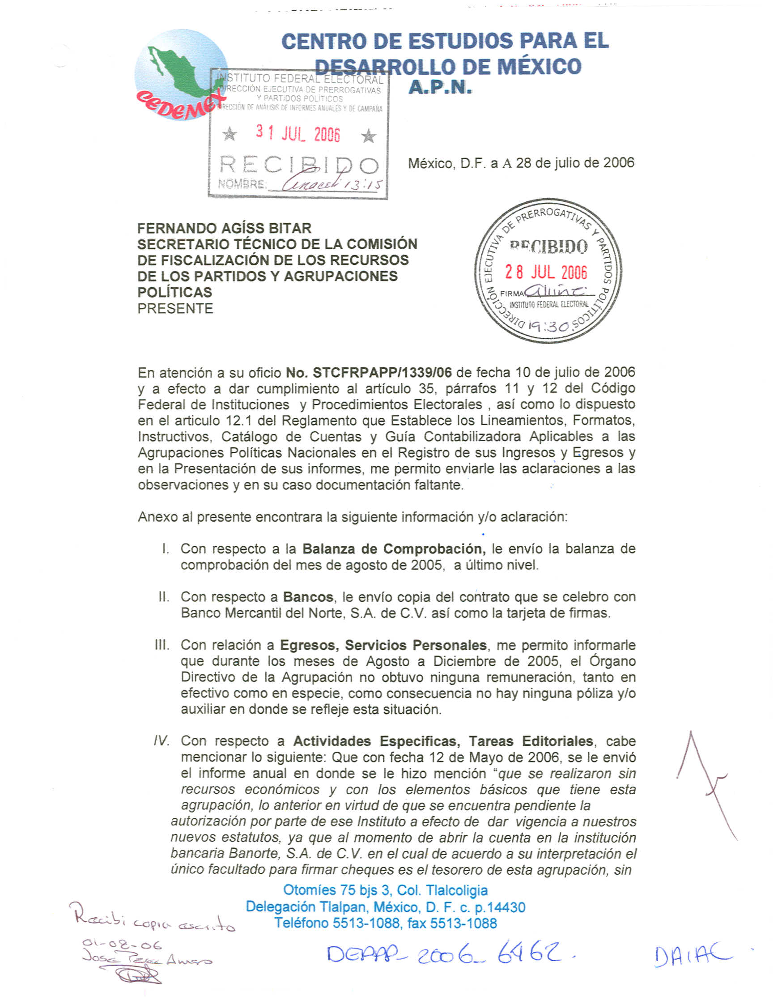 CENTRO DE ESTUDIOS PARA EL
DESARROLLO DE MÉXICO
A.P.N.
CEDEMEX
INSTITUTO FEDERAL ELECTORAL
DIRECCIÓN EJECUTIVA DE PRERROGATIVAS
Y PARTIDOS POLÍTICOS
DIRECCIÓN DE ANÁLISIS DE INFORMES ANUALES Y DE CAMPAÑA
★ 31 JUL 2006 ★
RECIBIDO
NOMBRE: Araceli 13:15
México, D.F. a A 28 de julio de 2006
DIRECCIÓN EJECUTIVA DE PRERROGATIVAS Y PARTIDOS POLÍTICOS
RECIBIDO
28 JUL 2006
FIRMA
INSTITUTO FEDERAL ELECTORAL
19:30
FERNANDO AGÍSS BITAR
SECRETARIO TÉCNICO DE LA COMISIÓN
DE FISCALIZACIÓN DE LOS RECURSOS
DE LOS PARTIDOS Y AGRUPACIONES
POLÍTICAS
PRESENTE
En atención a su oficio No. STCFRPAPP/1339/06 de fecha 10 de julio de 2006
y a efecto a dar cumplimiento al artículo 35, párrafos 11 y 12 del Código
Federal de Instituciones y Procedimientos Electorales , así como lo dispuesto
en el articulo 12.1 del Reglamento que Establece los Lineamientos, Formatos,
Instructivos, Catálogo de Cuentas y Guía Contabilizadora Aplicables a las
Agrupaciones Políticas Nacionales en el Registro de sus Ingresos y Egresos y
en la Presentación de sus informes, me permito enviarle las aclaraciones a las
observaciones y en su caso documentación faltante.
Anexo al presente encontrara la siguiente información y/o aclaración:
I. Con respecto a la Balanza de Comprobación, le envío la balanza de
comprobación del mes de agosto de 2005, a último nivel.
II. Con respecto a Bancos, le envío copia del contrato que se celebro con
Banco Mercantil del Norte, S.A. de C.V. así como la tarjeta de firmas.
III. Con relación a Egresos, Servicios Personales, me permito informarle
que durante los meses de Agosto a Diciembre de 2005, el Órgano
Directivo de la Agrupación no obtuvo ninguna remuneración, tanto en
efectivo como en especie, como consecuencia no hay ninguna póliza y/o
auxiliar en donde se refleje esta situación.
IV. Con respecto a Actividades Especificas, Tareas Editoriales, cabe
mencionar lo siguiente: Que con fecha 12 de Mayo de 2006, se le envió
el informe anual en donde se le hizo mención “que se realizaron sin
recursos económicos y con los elementos básicos que tiene esta
agrupación, lo anterior en virtud de que se encuentra pendiente la
autorización por parte de ese Instituto a efecto de dar vigencia a nuestros
nuevos estatutos, ya que al momento de abrir la cuenta en la institución
bancaria Banorte, S.A. de C.V. en el cual de acuerdo a su interpretación el
único facultado para firmar cheques es el tesorero de esta agrupación, sin
Otomíes 75 bjs 3, Col. Tlalcoligia
Delegación Tlalpan, México, D. F. c. p.14430
Teléfono 5513-1088, fax 5513-1088
Recibi copia escrito
01-08-06
Jose Perez
DEPPP-2006-6462.
DAIAC